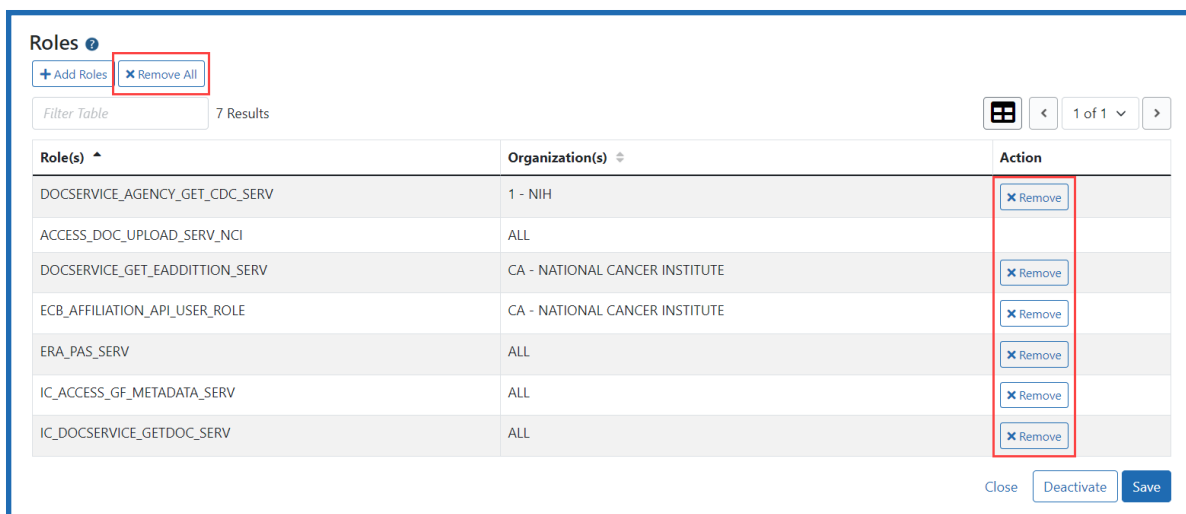 Roles ?
+ Add Roles × Remove All
Filter Table 7 Results < 1 of 1 >
Role(s) Organization(s) Action
DOCSERVICE_AGENCY_GET_CDC_SERV 1 - NIH × Remove
ACCESS_DOC_UPLOAD_SERV_NCI ALL
DOCSERVICE_GET_EADDITTION_SERV CA - NATIONAL CANCER INSTITUTE × Remove
ECB_AFFILIATION_API_USER_ROLE CA - NATIONAL CANCER INSTITUTE × Remove
ERA_PAS_SERV ALL × Remove
IC_ACCESS_GF_METADATA_SERV ALL × Remove
IC_DOCSERVICE_GETDOC_SERV ALL × Remove
Close Deactivate Save